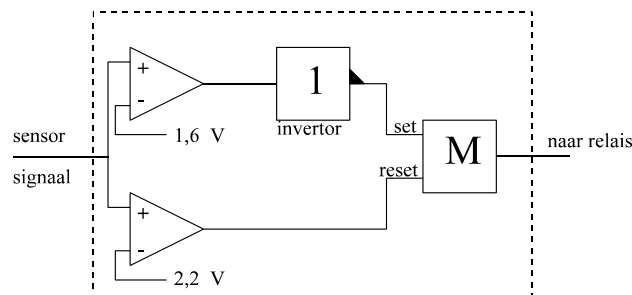 +
-
1,6 V
1
invertor
sensor
signaal
set
reset
M
naar relais
+
-
2,2 V